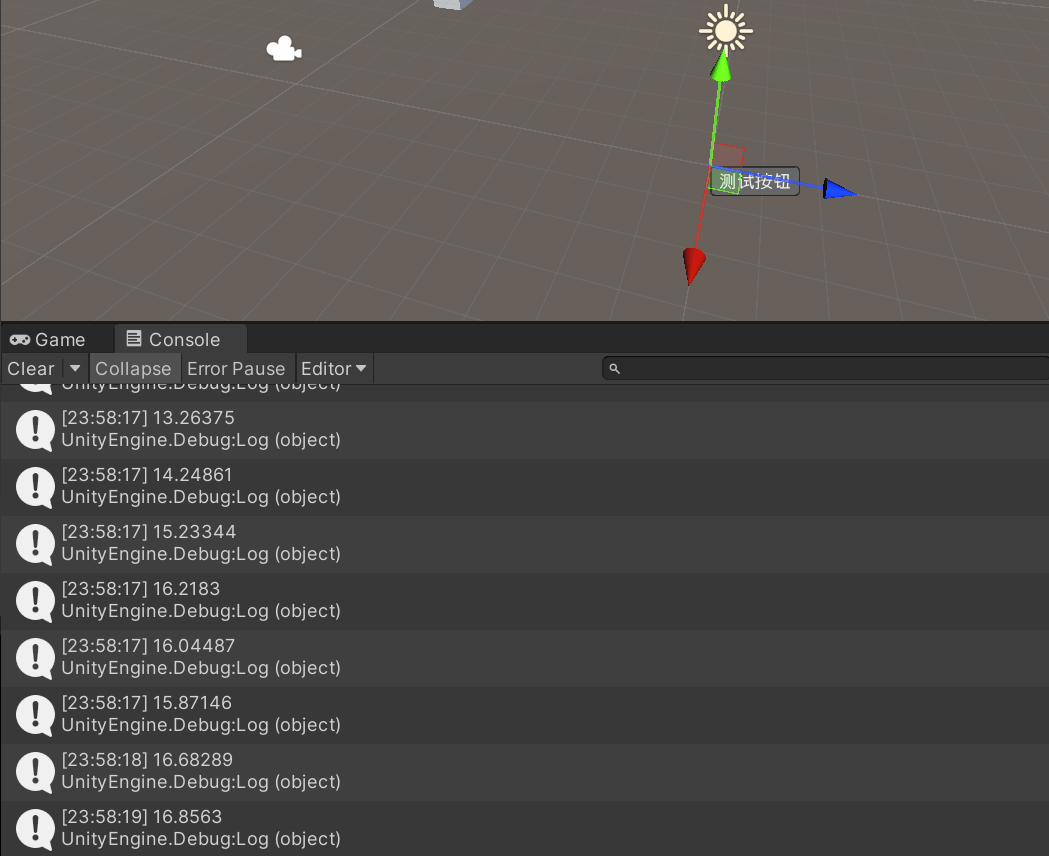 测试按钮
Game
Console
Clear
Collapse
Error Pause
Editor
UnityEngine.Debug:Log (object)
[23:58:17] 13.26375
UnityEngine.Debug:Log (object)
[23:58:17] 14.24861
UnityEngine.Debug:Log (object)
[23:58:17] 15.23344
UnityEngine.Debug:Log (object)
[23:58:17] 16.2183
UnityEngine.Debug:Log (object)
[23:58:17] 16.04487
UnityEngine.Debug:Log (object)
[23:58:17] 15.87146
UnityEngine.Debug:Log (object)
[23:58:18] 16.68289
UnityEngine.Debug:Log (object)
[23:58:19] 16.8563
UnityEngine.Debug:Log (object)